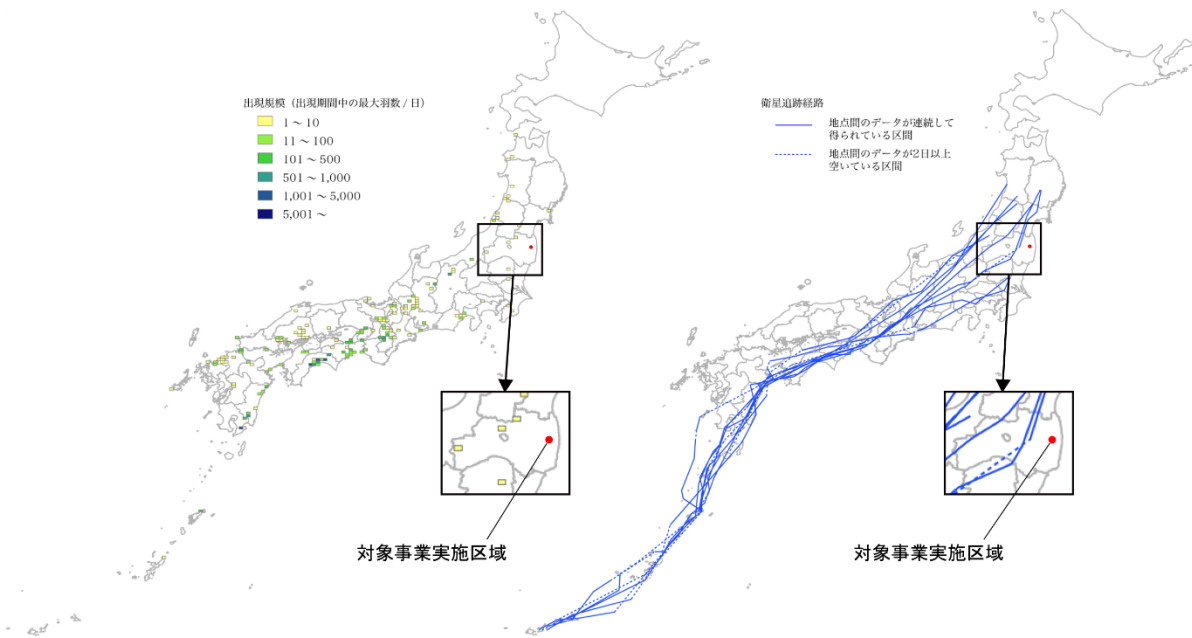 出現規模（出現期間中の最大羽数 / 日）
1 ～ 10
11 ～ 100
101 ～ 500
501 ～ 1,000
1,001 ～ 5,000
5,001 ～
対象事業実施区域
衛星追跡経路
地点間のデータが連続して
得られている区間
地点間のデータが2日以上
空いている区間
対象事業実施区域